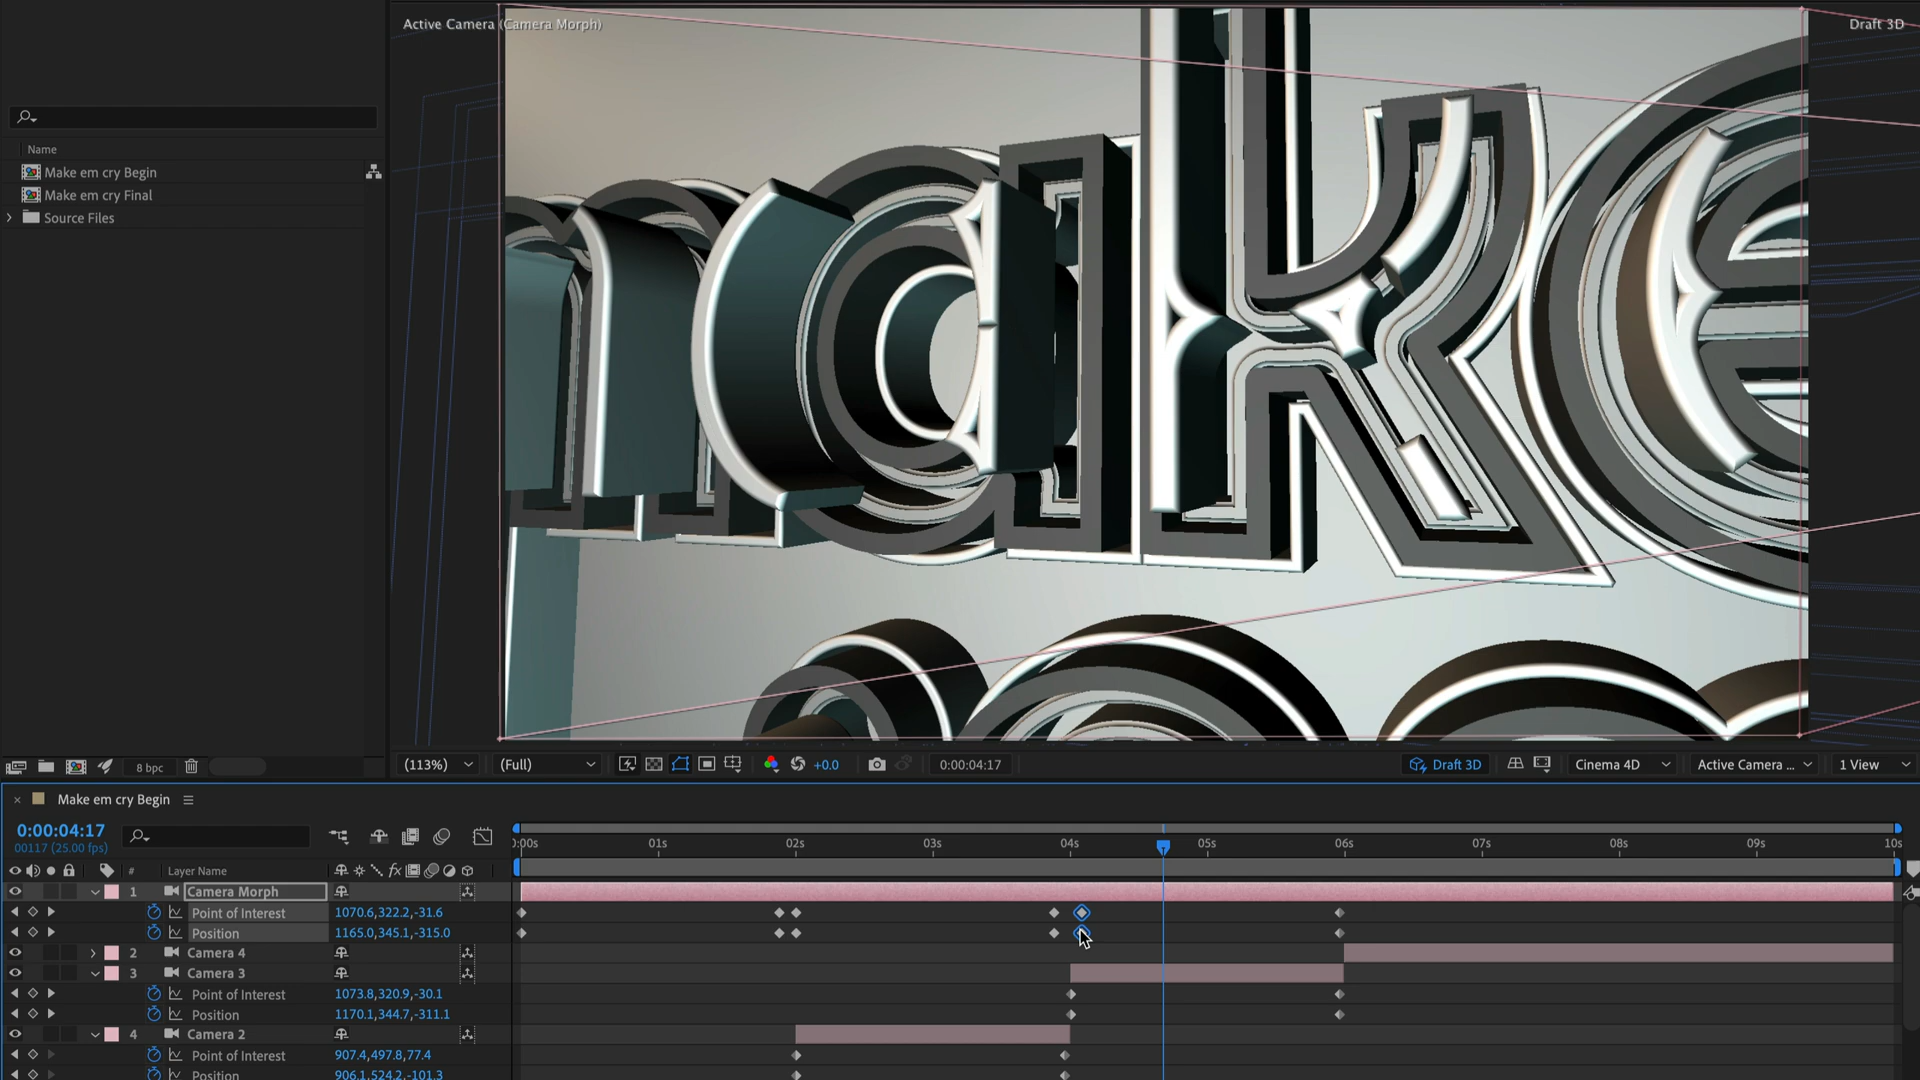 Active Camera (Camera Morph)
Draft 3D
make
Name
Make em cry Begin
Make em cry Final
Source Files
8 bpc
(113%)
(Full)
+0.0
0:00:04:17
Draft 3D
Cinema 4D
Active Camera ...
1 View
Make em cry Begin
0:00:04:17
00117 (25.00 fps)
0:00s
01s
02s
03s
04s
05s
06s
07s
08s
09s
10s
#
Layer Name
fx
1
Camera Morph
Point of Interest
1070.6,322.2,-31.6
Position
1165.0,345.1,-315.0
2
Camera 4
3
Camera 3
Point of Interest
1073.8,320.9,-30.1
Position
1170.1,344.7,-311.1
4
Camera 2
Point of Interest
907.4,497.8,77.4
Position
906.1,524.2,-101.3